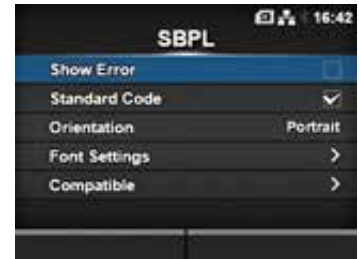 16:42
SBPL
Show Error
Standard Code
Orientation Portrait
Font Settings >
Compatible >